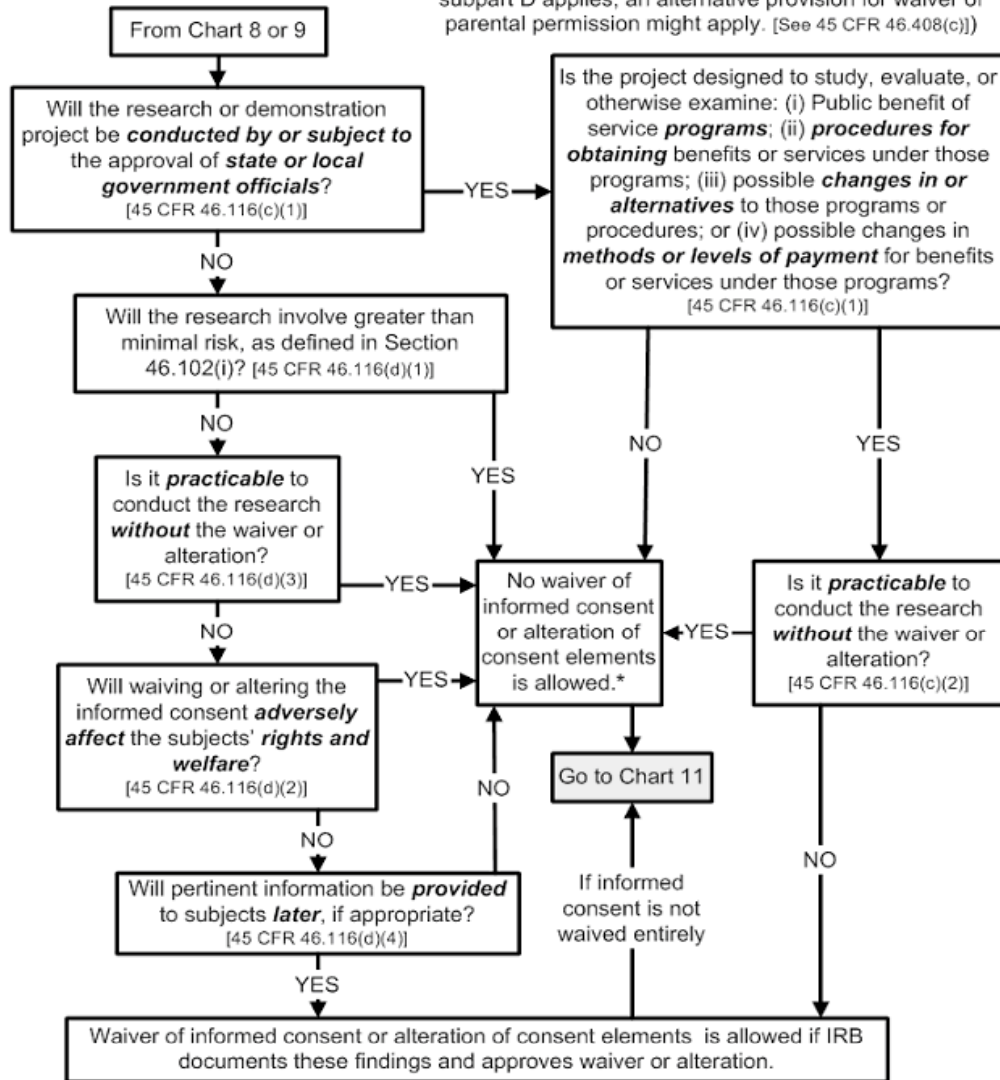 subpart D applies, an alternative provision for waiver of
parental permission might apply. [See 45 CFR 46.408(c)])
From Chart 8 or 9
Will the research or demonstration
project be conducted by or subject to
the approval of state or local
government officials?
[45 CFR 46.116(c)(1)]
YES
Is the project designed to study, evaluate, or
otherwise examine: (i) Public benefit of
service programs; (ii) procedures for
obtaining benefits or services under those
programs; (iii) possible changes in or
alternatives to those programs or
procedures; or (iv) possible changes in
methods or levels of payment for benefits
or services under those programs?
[45 CFR 46.116(c)(1)]
NO
Will the research involve greater than
minimal risk, as defined in Section
46.102(i)? [45 CFR 46.116(d)(1)]
NO
YES
NO
YES
Is it practicable to
conduct the research
without the waiver or
alteration?
[45 CFR 46.116(d)(3)]
YES
No waiver of
informed consent
or alteration of
consent elements
is allowed.*
YES
Is it practicable to
conduct the research
without the waiver or
alteration?
[45 CFR 46.116(c)(2)]
NO
Will waiving or altering the
informed consent adversely
affect the subjects' rights and
welfare?
[45 CFR 46.116(d)(2)]
YES
Go to Chart 11
NO
NO
NO
Will pertinent information be provided
to subjects later, if appropriate?
[45 CFR 46.116(d)(4)]
If informed
consent is not
waived entirely
YES
Waiver of informed consent or alteration of consent elements is allowed if IRB
documents these findings and approves waiver or alteration.